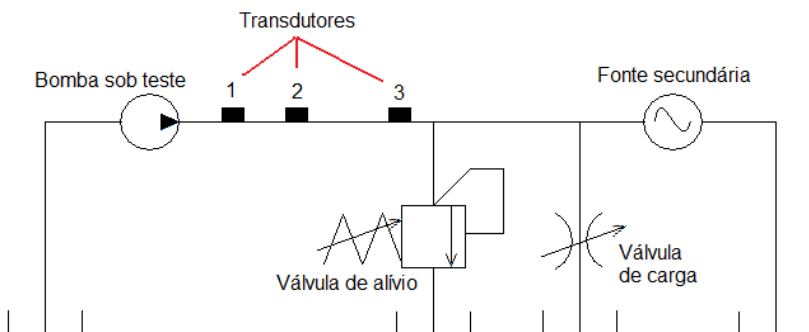 Transdutores
Bomba sob teste
1
2
3
Fonte secundária
Válvula de alívio
Válvula
de carga